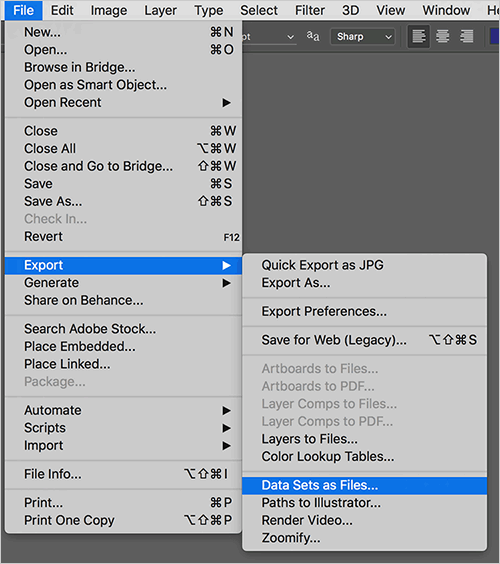 File Edit Image Layer Type Select Filter 3D View Window
pt aa Sharp
New... ⌘N
Open... ⌘O
Browse in Bridge...
Open as Smart Object...
Open Recent ▶
Close ⌘W
Close All ⌥⌘W
Close and Go to Bridge... ⇧⌘W
Save ⌘S
Save As... ⇧⌘S
Check In...
Revert F12
Export ▶
Generate ▶
Share on Behance...
Search Adobe Stock...
Place Embedded...
Place Linked...
Package...
Automate ▶
Scripts ▶
Import ▶
File Info... ⌥⇧⌘I
Print... ⌘P
Print One Copy ⌥⇧⌘P
Quick Export as JPG
Export As...
Export Preferences...
Save for Web (Legacy)... ⌥⇧⌘S
Artboards to Files...
Artboards to PDF...
Layer Comps to Files...
Layer Comps to PDF...
Layers to Files...
Color Lookup Tables...
Data Sets as Files...
Paths to Illustrator...
Render Video...
Zoomify...